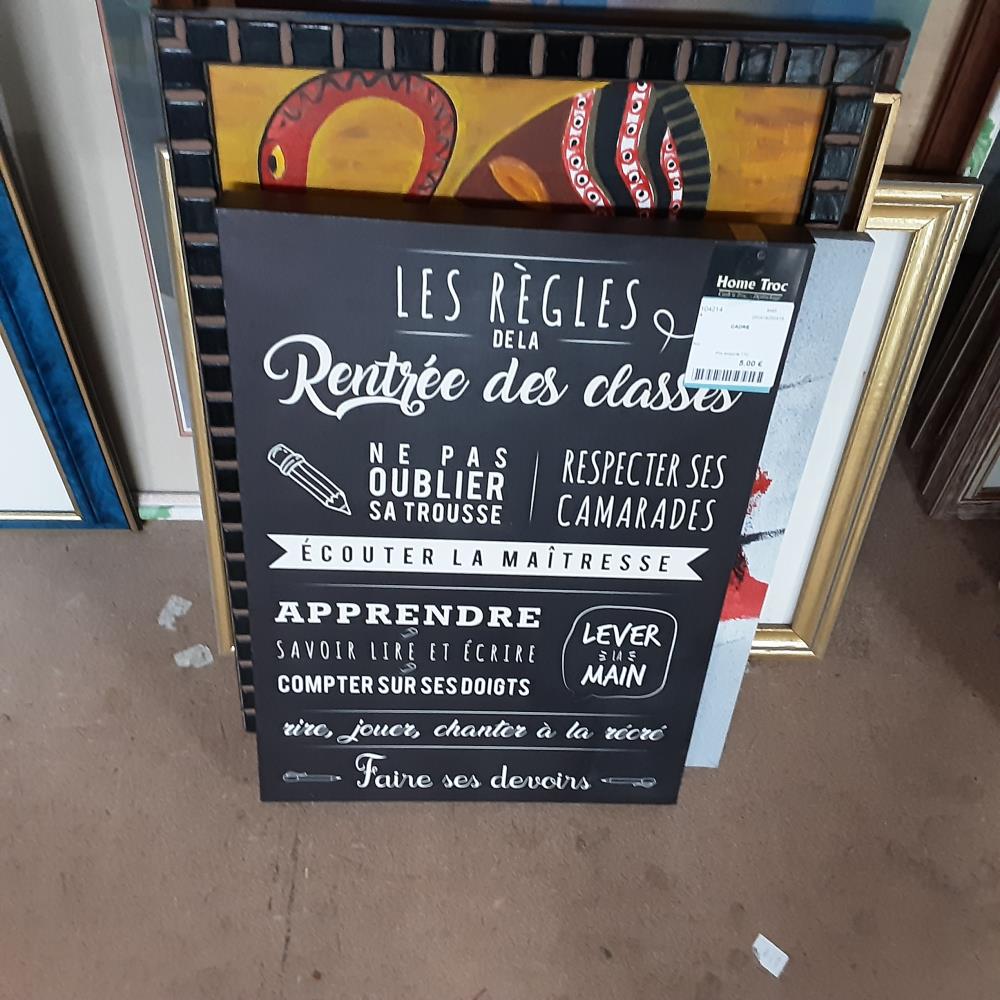 LES RÈGLES
DE LA
Rentrée des classes
NE PAS
OUBLIER
SA TROUSSE
RESPECTER SES
CAMARADES
ÉCOUTER LA MAÎTRESSE
APPRENDRE
SAVOIR LIRE ET ÉCRIRE
COMPTER SUR SES DOIGTS
LEVER
LA
MAIN
rire, jouer, chanter à la récré
Faire ses devoirs
Home Troc
104214
CADRE
5.00 €